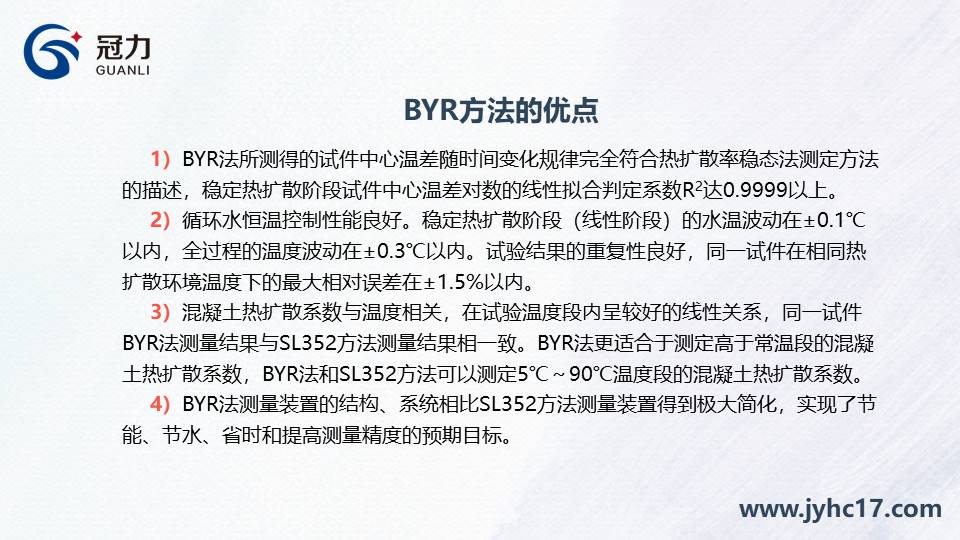 冠力
GUANLI
BYR方法的优点
1）BYR法所测得的试件中心温差随时间变化规律完全符合热扩散率稳态法测定方法
的描述，稳定热扩散阶段试件中心温差对数的线性拟合判定系数R²达0.9999以上。
2）循环水恒温控制性能良好。稳定热扩散阶段（线性阶段）的水温波动在±0.1℃
以内，全过程的温度波动在±0.3℃以内。试验结果的重复性良好，同一试件在相同热
扩散环境温度下的最大相对误差在±1.5%以内。
3）混凝土热扩散系数与温度相关，在试验温度段内呈较好的线性关系，同一试件
BYR法测量结果与SL352方法测量结果相一致。BYR法更适合于测定高于常温段的混凝
土热扩散系数，BYR法和SL352方法可以测定5℃～90℃温度段的混凝土热扩散系数。
4）BYR法测量装置的结构、系统相比SL352方法测量装置得到极大简化，实现了节
能、节水、省时和提高测量精度的预期目标。
www.jyhc17.com